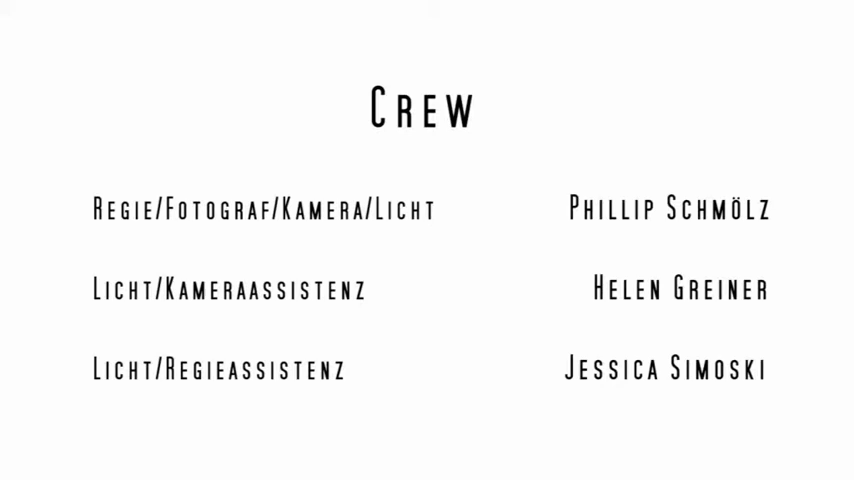 Crew
Regie/Fotograf/Kamera/Licht Phillip Schmölz
Licht/Kameraassistenz Helen Greiner
Licht/Regieassistenz Jessica Simoski